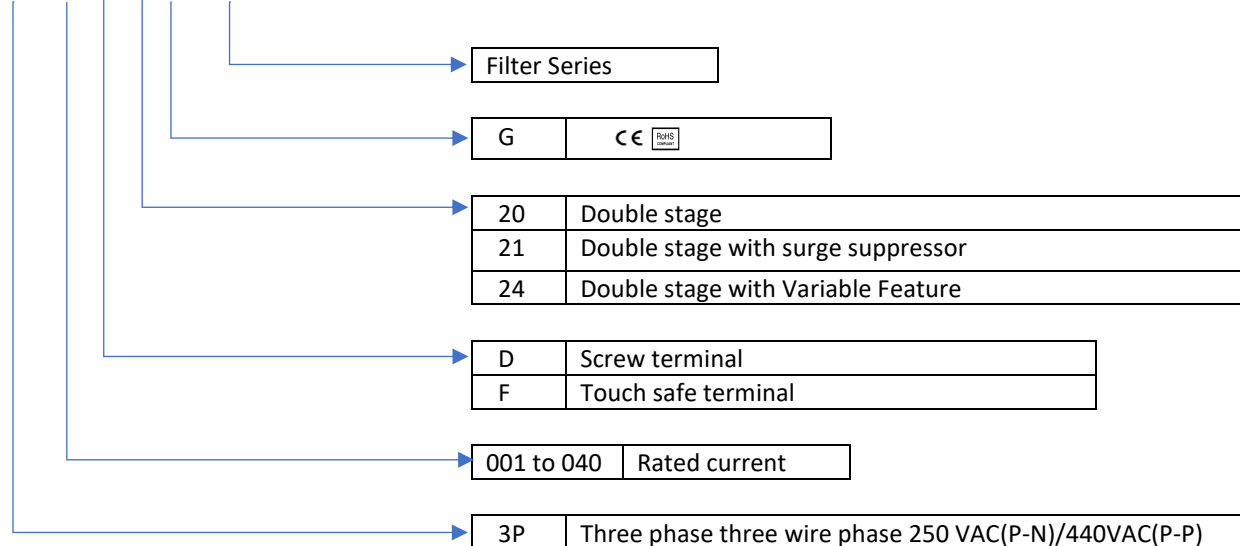 Filter Series
G CE RoHS COMPLIANT
20 Double stage
21 Double stage with surge suppressor
24 Double stage with Variable Feature
D Screw terminal
F Touch safe terminal
001 to 040 Rated current
3P Three phase three wire phase 250 VAC(P-N)/440VAC(P-P)